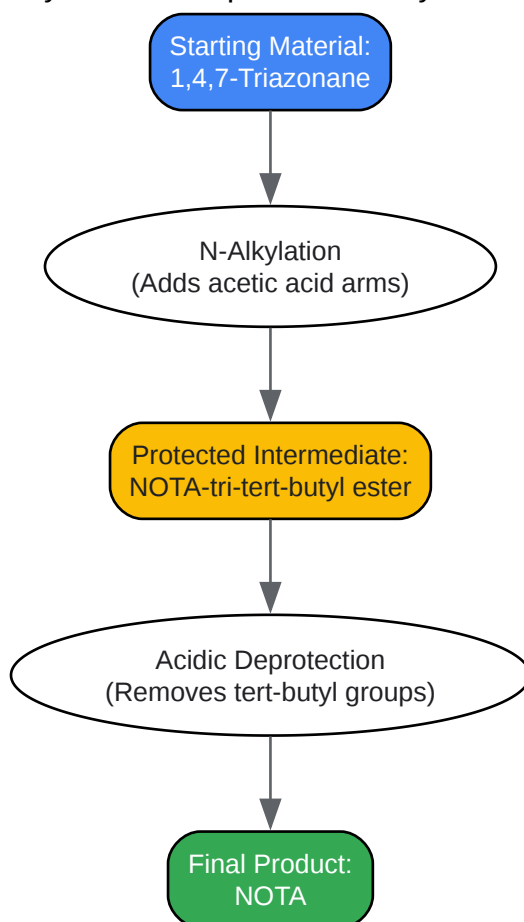 Starting Material:
1,4,7-Triazonane
N-Alkylation
(Adds acetic acid arms)
Protected Intermediate:
NOTA-tri-tert-butyl ester
Acidic Deprotection
(Removes tert-butyl groups)
Final Product:
NOTA